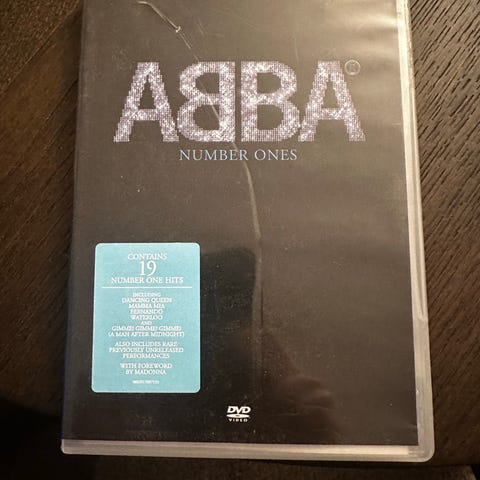 ABBA
NUMBER ONES
CONTAINS
19
NUMBER ONE HITS
INCLUDING
DANCING QUEEN
MAMMA MIA
FERNANDO
WATERLOO
AND
GIMME! GIMME! GIMME!
(A MAN AFTER MIDNIGHT)
ALSO INCLUDES RARE
PREVIOUSLY UNRELEASED
PERFORMANCES
WITH FOREWORD
BY MADONNA
DVD
VIDEO